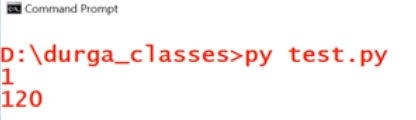 Command Prompt
D:\durga_classes>py test.py
1
120